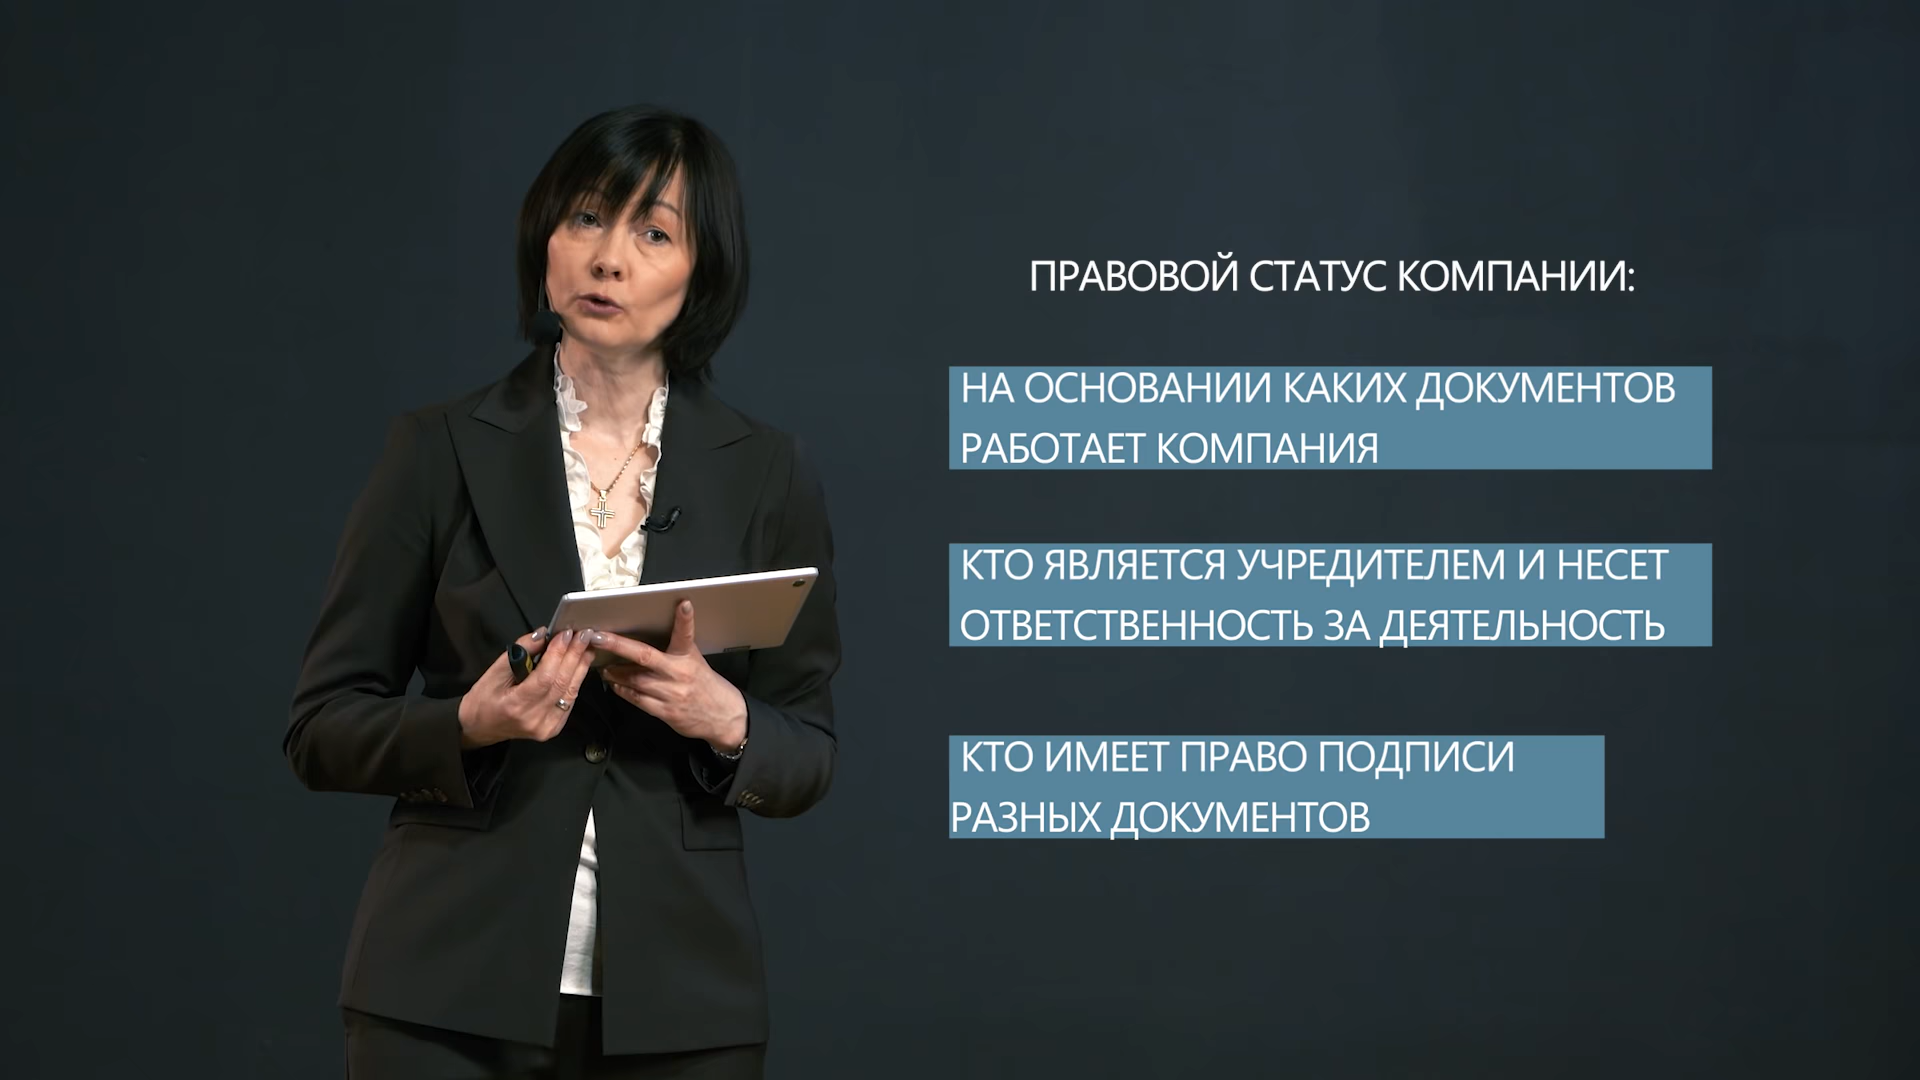 ПРАВОВОЙ СТАТУС КОМПАНИИ:
НА ОСНОВАНИИ КАКИХ ДОКУМЕНТОВ
РАБОТАЕТ КОМПАНИЯ
КТО ЯВЛЯЕТСЯ УЧРЕДИТЕЛЕМ И НЕСЕТ
ОТВЕТСТВЕННОСТЬ ЗА ДЕЯТЕЛЬНОСТЬ
КТО ИМЕЕТ ПРАВО ПОДПИСИ
РАЗНЫХ ДОКУМЕНТОВ